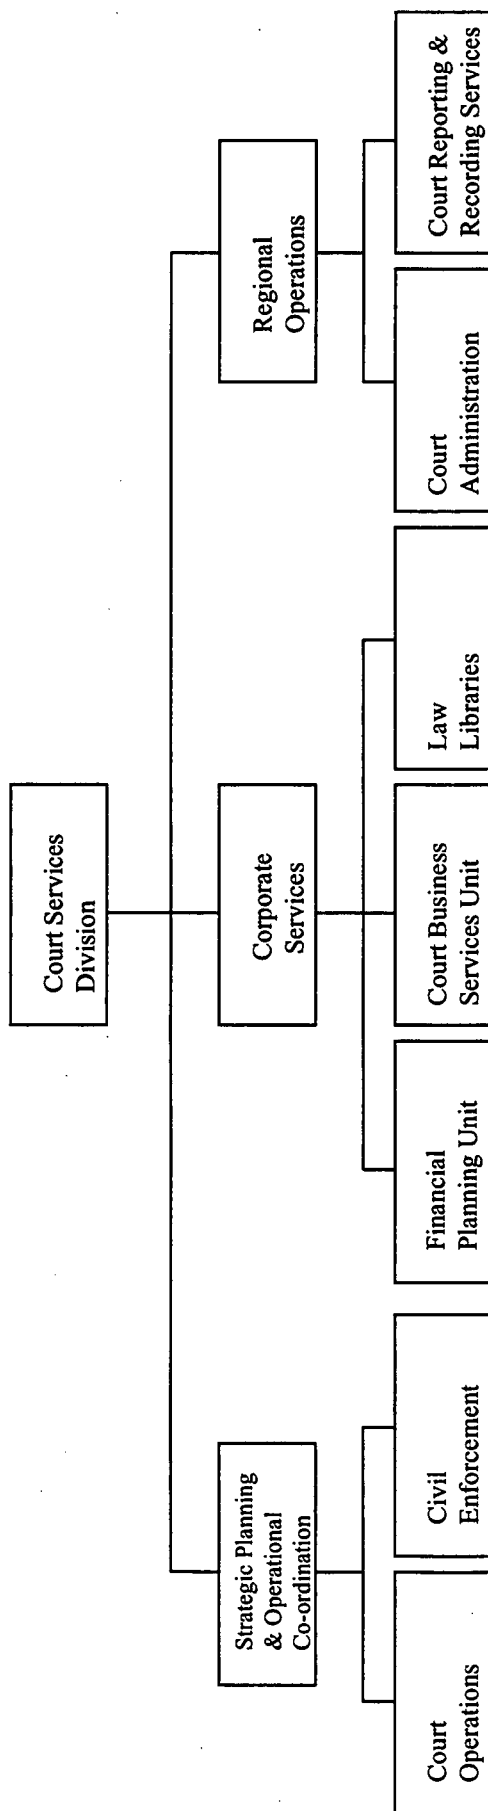 Court Services
Division
Strategic Planning
& Operational
Co-ordination
Corporate
Services
Regional
Operations
Court
Operations
Civil
Enforcement
Financial
Planning Unit
Court Business
Services Unit
Law
Libraries
Court
Administration
Court Reporting &
Recording Services